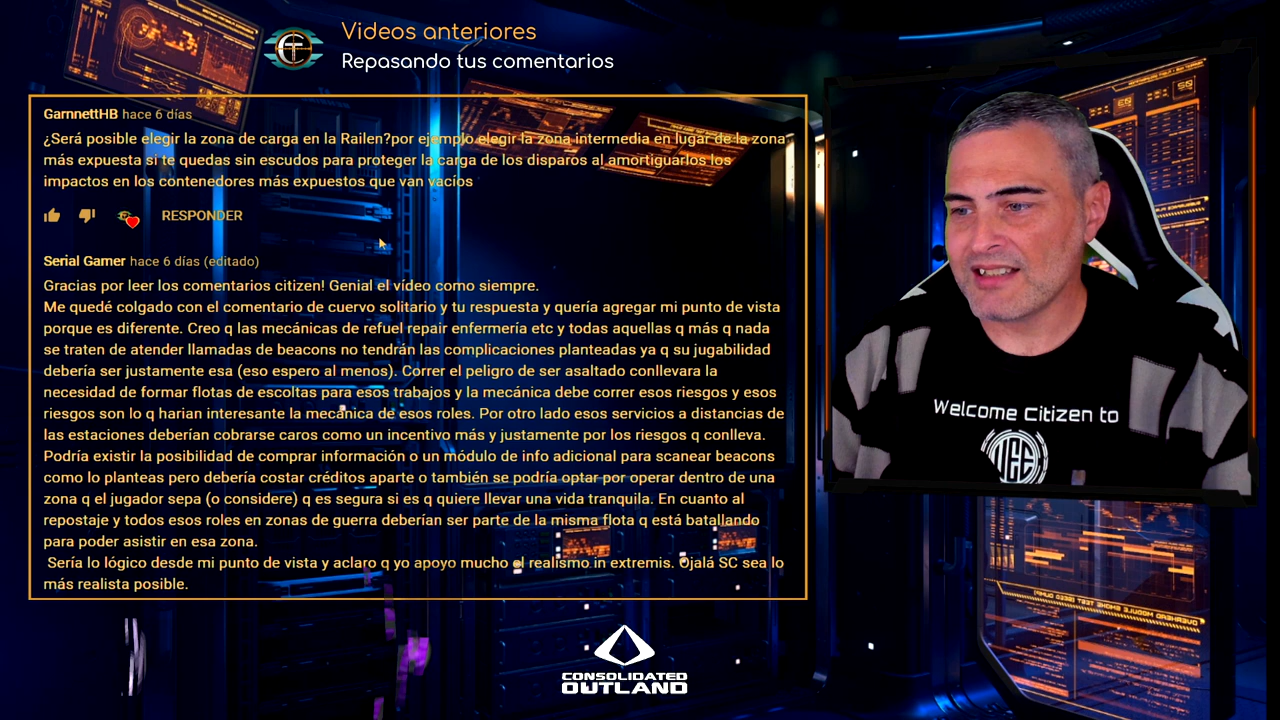 Videos anteriores
Repasando tus comentarios
GarnnettHB hace 6 días
¿Será posible elegir la zona de carga en la Railen?por ejemplo elegir la zona intermedia en lugar de la zona
más expuesta si te quedas sin escudos para proteger la carga de los disparos al amortiguarlos los
impactos en los contenedores más expuestos que van vacíos
RESPONDER
Serial Gamer hace 6 días (editado)
Gracias por leer los comentarios citizen! Genial el vídeo como siempre.
Me quedé colgado con el comentario de cuervo solitario y tu respuesta y quería agregar mi punto de vista
porque es diferente. Creo q las mecánicas de refuel repair enfermería etc y todas aquellas q más q nada
se traten de atender llamadas de beacons no tendrán las complicaciones planteadas ya q su jugabilidad
debería ser justamente esa (eso espero al menos). Correr el peligro de ser asaltado conllevara la
necesidad de formar flotas de escoltas para esos trabajos y la mecánica debe correr esos riesgos y esos
riesgos son lo q harian interesante la mecánica de esos roles. Por otro lado esos servicios a distancias de
las estaciones deberían cobrarse caros como un incentivo más y justamente por los riesgos q conlleva.
Podría existir la posibilidad de comprar información o un módulo de info adicional para scanear beacons
como lo planteas pero debería costar créditos aparte o también se podría optar por operar dentro de una
zona q el jugador sepa (o considere) q es segura si es q quiere llevar una vida tranquila. En cuanto al
repostaje y todos esos roles en zonas de guerra deberían ser parte de la misma flota q está batallando
para poder asistir en esa zona.
Sería lo lógico desde mi punto de vista y aclaro q yo apoyo mucho el realismo in extremis. Ojalá SC sea lo
más realista posible.
Welcome Citizen to
CONSOLIDATED
OUTLAND